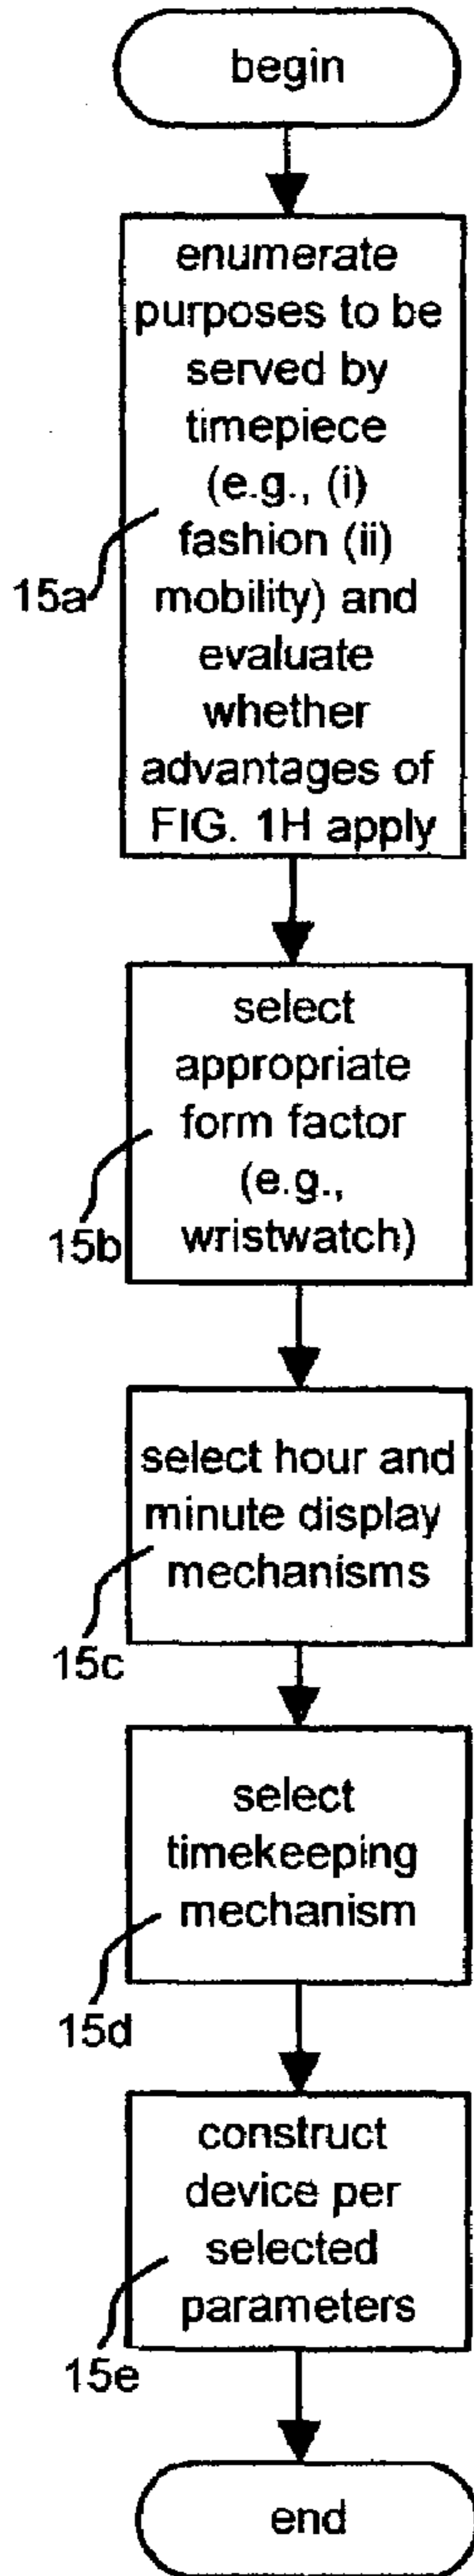 begin
enumerate
purposes to be
served by
timepiece
(e.g., (i)
fashion (ii)
mobility) and
evaluate
whether
advantages of
FIG. 1H apply
15a
select
appropriate
form factor
(e.g.,
wristwatch)
15b
select hour and
minute display
mechanisms
15c
select
timekeeping
mechanism
15d
construct
device per
selected
parameters
15e
end